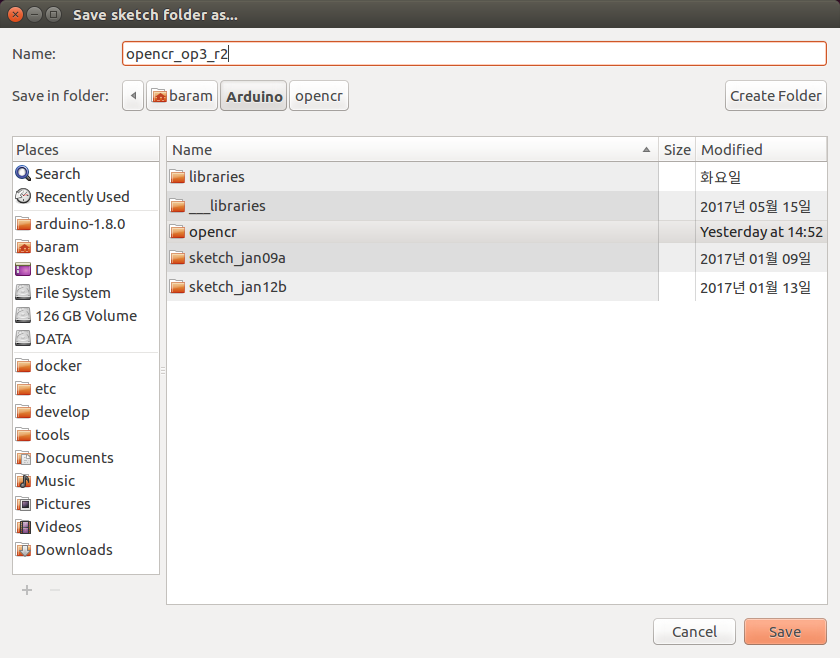 Save sketch folder as...
Name: opencr_op3_r2
Save in folder: baram Arduino opencr Create Folder
Places
Search
Recently Used
arduino-1.8.0
baram
Desktop
File System
126 GB Volume
DATA
docker
etc
develop
tools
Documents
Music
Pictures
Videos
Downloads
Name Size Modified
libraries 화요일
___libraries 2017년 05월 15일
opencr Yesterday at 14:52
sketch_jan09a 2017년 01월 09일
sketch_jan12b 2017년 01월 13일
Cancel Save